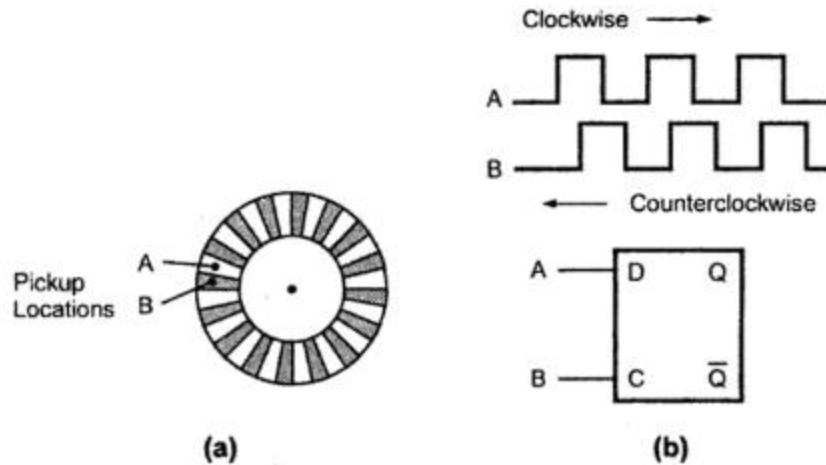 Clockwise
A
B
Counterclockwise
A
Pickup
Locations
B
A D Q
B C Q̅
(a)
(b)